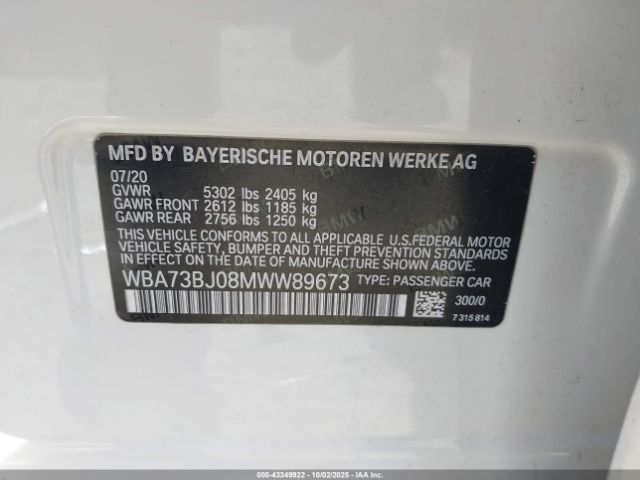 MFD BY BAYERISCHE MOTOREN WERKE AG
07/20
GVWR 5302 lbs 2405 kg
GAWR FRONT 2612 lbs 1185 kg
GAWR REAR 2756 lbs 1250 kg
THIS VEHICLE CONFORMS TO ALL APPLICABLE U.S.FEDERAL MOTOR
VEHICLE SAFETY, BUMPER AND THEFT PREVENTION STANDARDS
IN EFFECT ON THE DATE OF MANUFACTURE SHOWN ABOVE.
WBA73BJ08MWW89673 TYPE: PASSENGER CAR
300/0
7 315 814
000-43349922 - 10/02/2025 - IAAI.CA